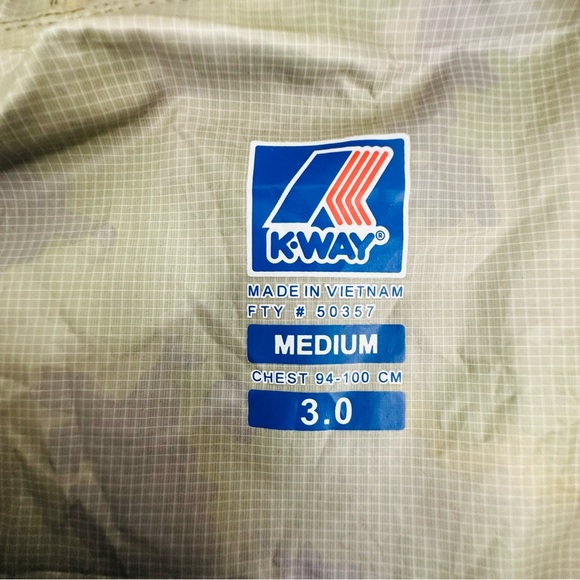 K·WAY®
MADE IN VIETNAM
FTY # 50357
MEDIUM
CHEST 94-100 CM
3.0